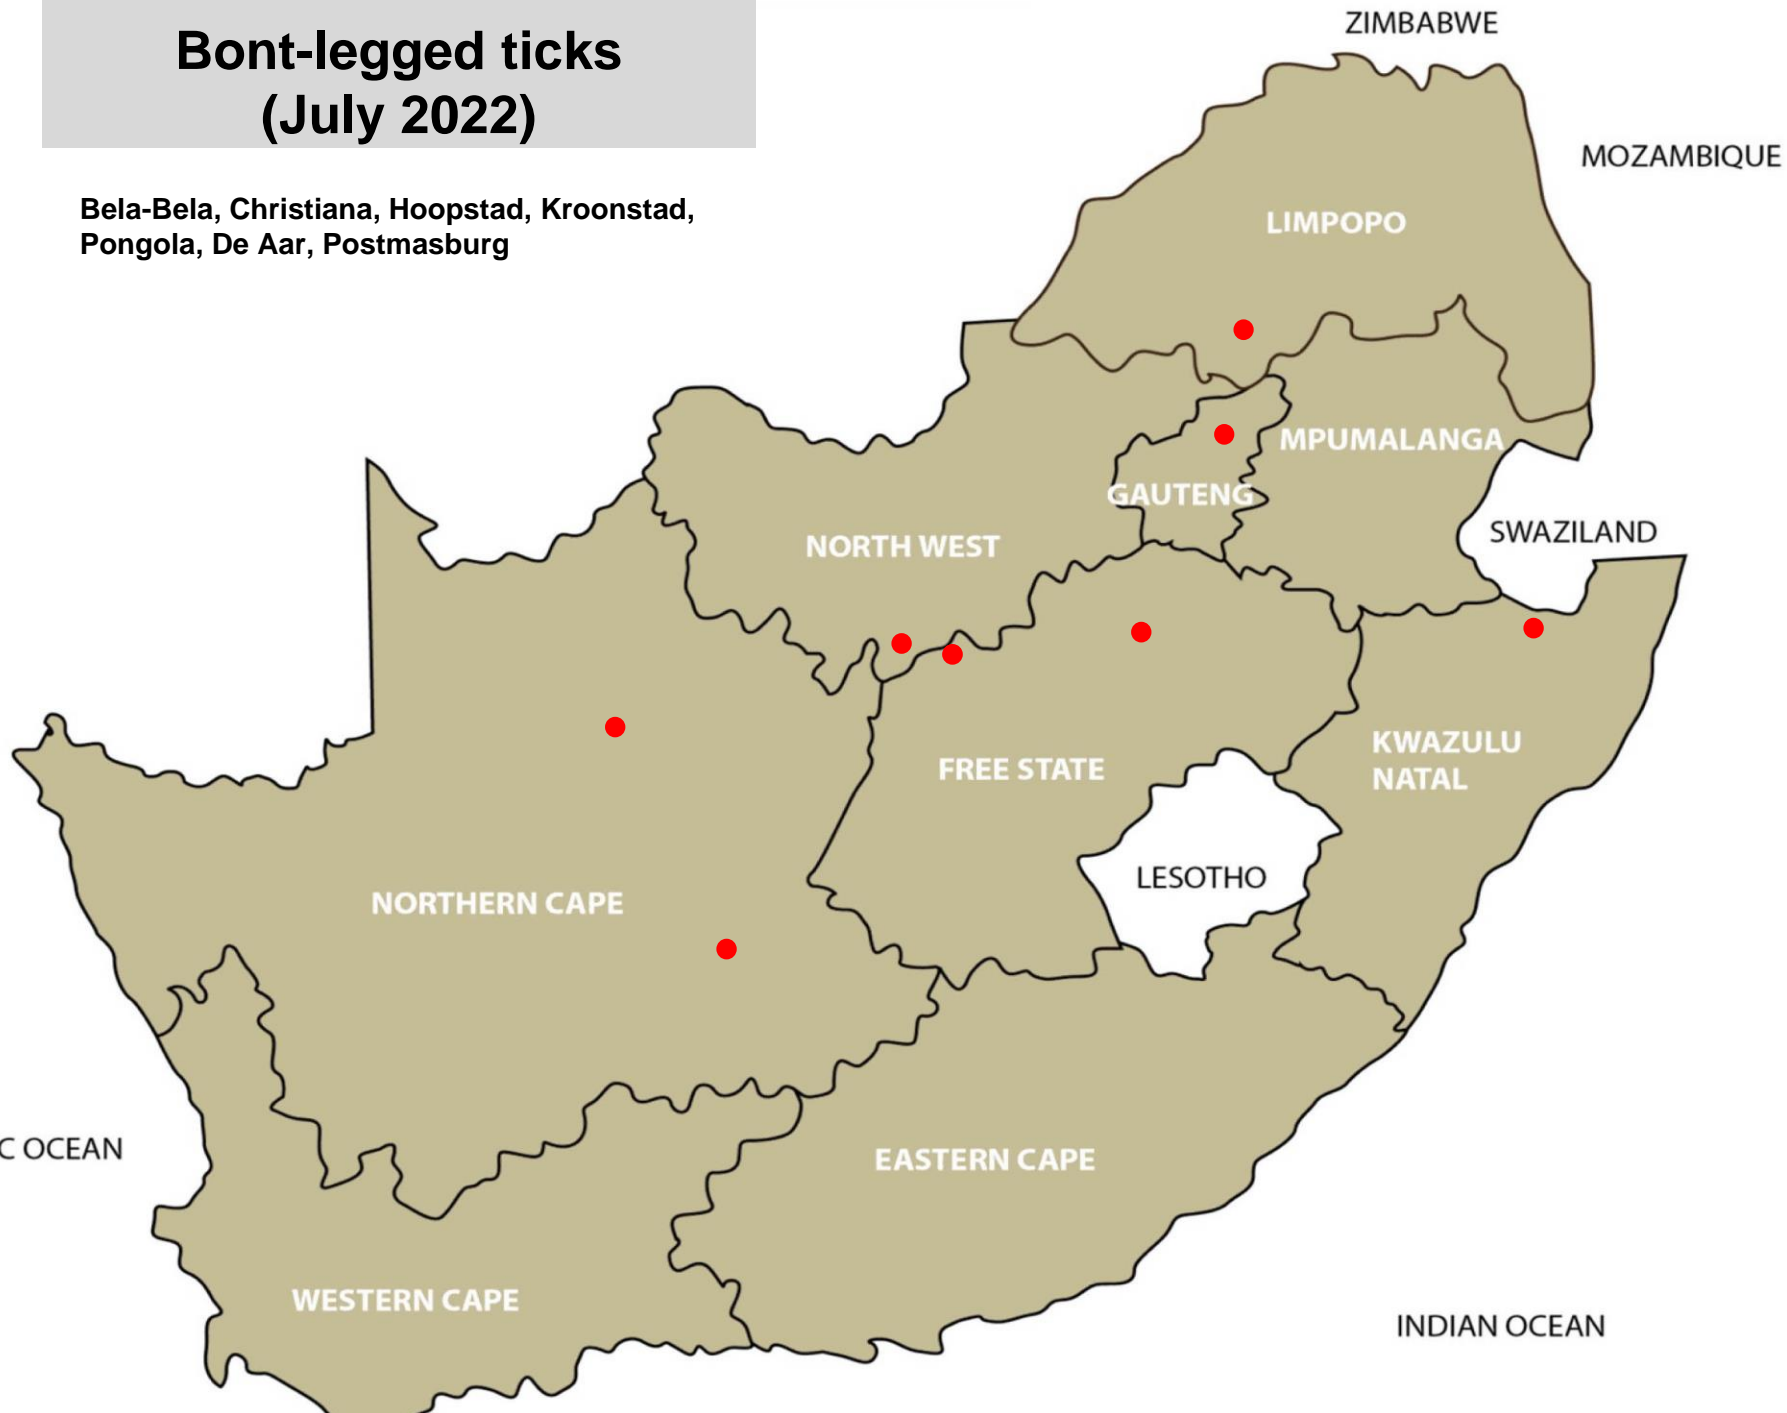 Bont-legged ticks
(July 2022)
Bela-Bela, Christiana, Hoopstad, Kroonstad,
Pongola, De Aar, Postmasburg
ZIMBABWE
MOZAMBIQUE
LIMPOPO
MPUMALANGA
GAUTENG
SWAZILAND
NORTH WEST
KWAZULU
NATAL
FREE STATE
LESOTHO
NORTHERN CAPE
C OCEAN
EASTERN CAPE
WESTERN CAPE
INDIAN OCEAN